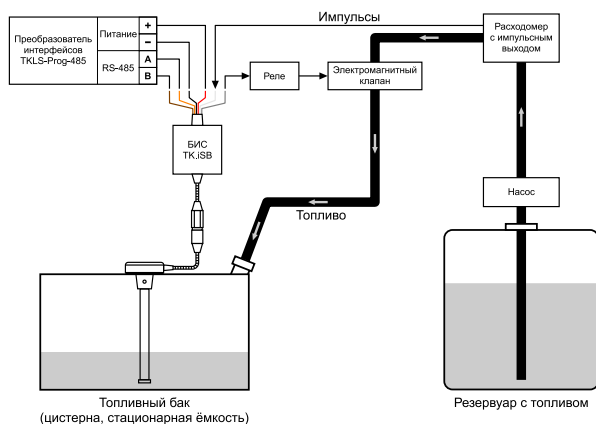 Преобразователь
интерфейсов
TKLS-Prog-485
Питание
RS-485
+
−
A
B
Импульсы
Расходомер
с импульсным
выходом
Реле
Электромагнитный
клапан
БИС
TK.iSB
Насос
Топливо
Топливный бак
(цистерна, стационарная ёмкость)
Резервуар с топливом